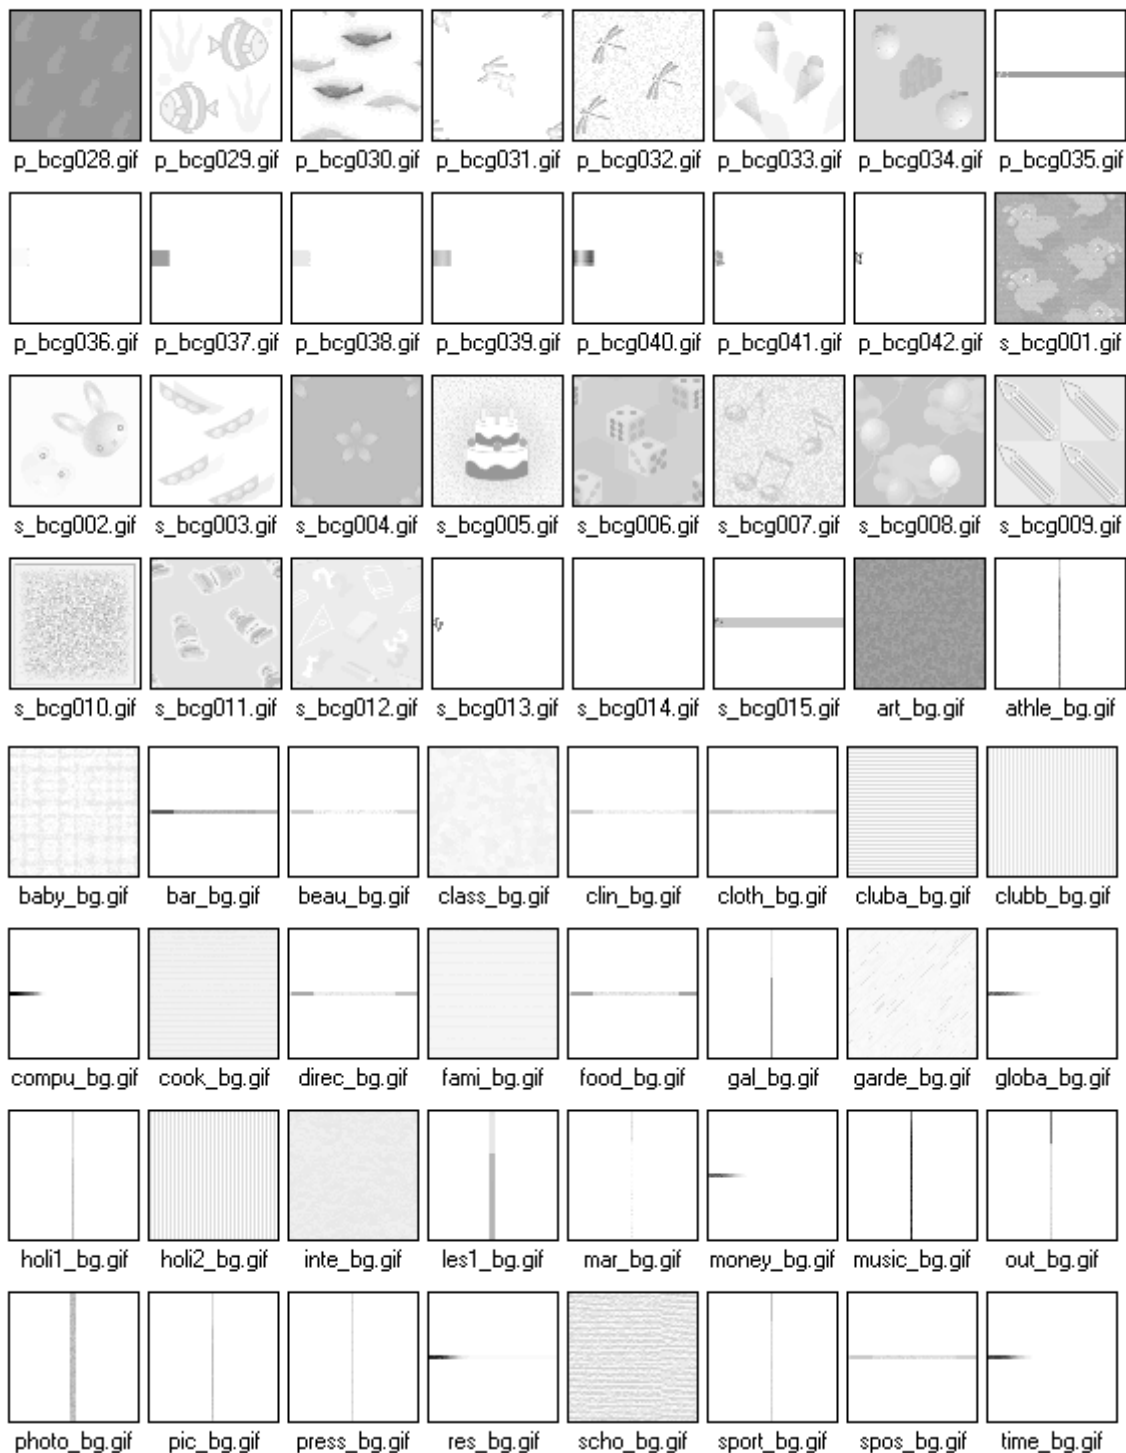 p_bcg028.gif p_bcg029.gif p_bcg030.gif p_bcg031.gif p_bcg032.gif p_bcg033.gif p_bcg034.gif p_bcg035.gif
p_bcg036.gif p_bcg037.gif p_bcg038.gif p_bcg039.gif p_bcg040.gif p_bcg041.gif p_bcg042.gif s_bcg001.gif
s_bcg002.gif s_bcg003.gif s_bcg004.gif s_bcg005.gif s_bcg006.gif s_bcg007.gif s_bcg008.gif s_bcg009.gif
s_bcg010.gif s_bcg011.gif s_bcg012.gif s_bcg013.gif s_bcg014.gif s_bcg015.gif art_bg.gif athle_bg.gif
baby_bg.gif bar_bg.gif beau_bg.gif class_bg.gif clin_bg.gif cloth_bg.gif cluba_bg.gif clubb_bg.gif
compu_bg.gif cook_bg.gif direc_bg.gif fami_bg.gif food_bg.gif gal_bg.gif garde_bg.gif globa_bg.gif
holi1_bg.gif holi2_bg.gif inte_bg.gif les1_bg.gif mar_bg.gif money_bg.gif music_bg.gif out_bg.gif
photo_bg.gif pic_bg.gif press_bg.gif res_bg.gif scho_bg.gif sport_bg.gif spos_bg.gif time_bg.gif